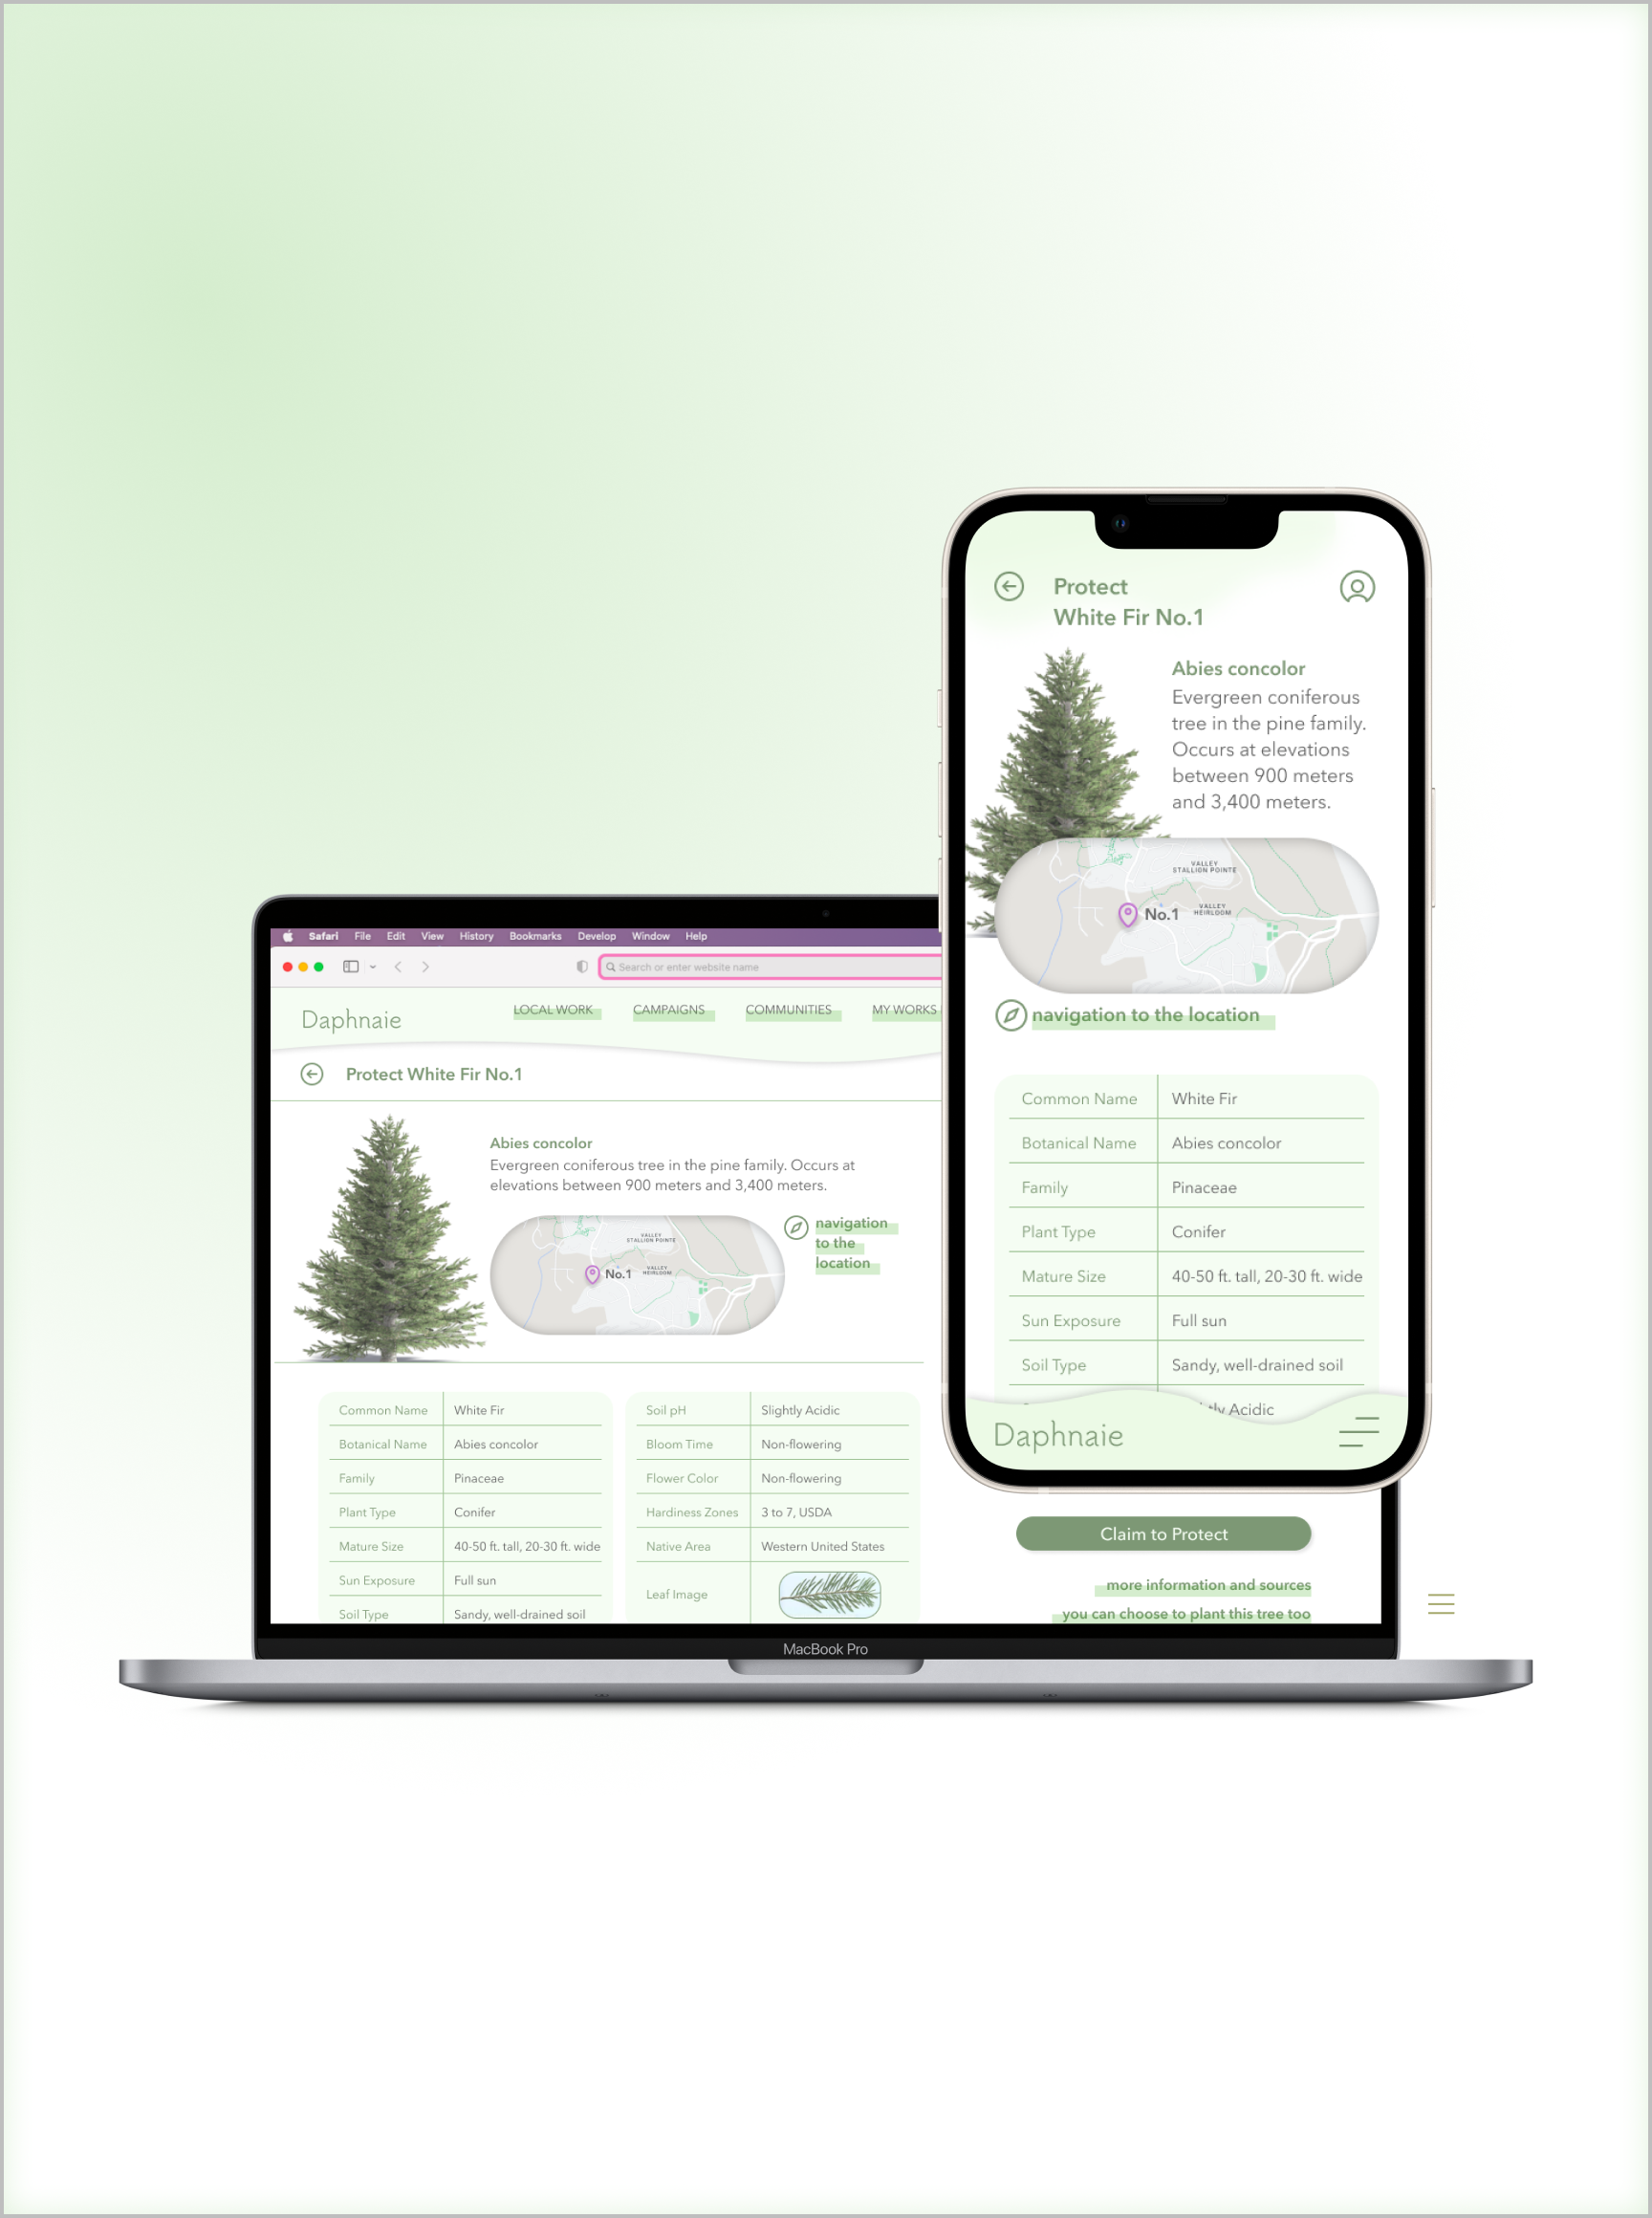 Protect
White Fir No.1
Abies concolor
Evergreen coniferous
tree in the pine family.
Occurs at elevations
between 900 meters
and 3,400 meters.
VALLEY
STALLION POINTE
No.1
VALLEY
HEIRLOOM
navigation to the location
Common Name White Fir
Botanical Name Abies concolor
Family Pinaceae
Plant Type Conifer
Mature Size 40-50 ft. tall, 20-30 ft. wide
Sun Exposure Full sun
Soil Type Sandy, well-drained soil
Acidic
Daphnaie
Safari File Edit View History Bookmarks Develop Window Help
Search or enter website name
Daphnaie
LOCAL WORK CAMPAIGNS COMMUNITIES MY WORKS
Protect White Fir No.1
Abies concolor
Evergreen coniferous tree in the pine family. Occurs at
elevations between 900 meters and 3,400 meters.
VALLEY
STALLION POINTE
No.1
VALLEY
HEIRLOOM
navigation
to the
location
Common Name White Fir
Botanical Name Abies concolor
Family Pinaceae
Plant Type Conifer
Mature Size 40-50 ft. tall, 20-30 ft. wide
Sun Exposure Full sun
Soil Type Sandy, well-drained soil
Soil pH Slightly Acidic
Bloom Time Non-flowering
Flower Color Non-flowering
Hardiness Zones 3 to 7, USDA
Native Area Western United States
Leaf Image
Claim to Protect
more information and sources
you can choose to plant this tree too
MacBook Pro